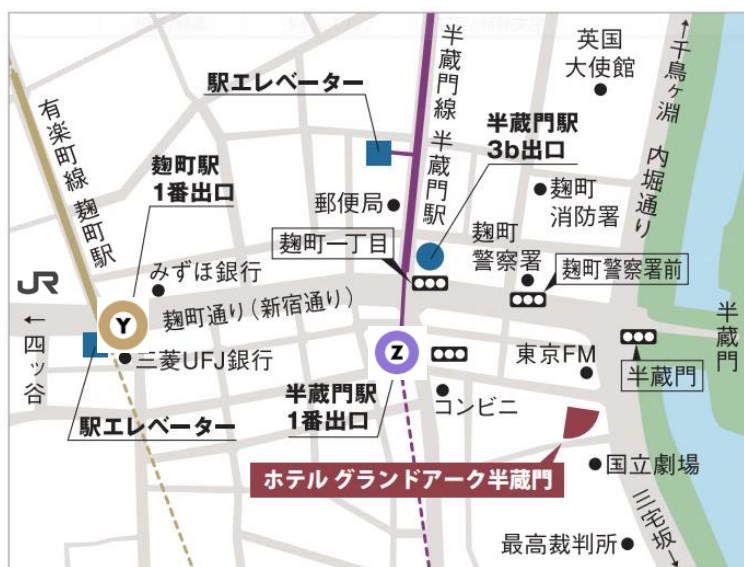 英国
大使館
↑千鳥ヶ淵
内堀通り
半蔵門線 半蔵門駅
駅エレベーター
有楽町線 麹町駅
麹町駅
1番出口
半蔵門駅
3b出口
郵便局
麹町
消防署
麹町一丁目
麹町
警察署
麹町警察署前
みずほ銀行
JR
麹町通り(新宿通り)
←四ッ谷
Y
三菱UFJ銀行
Z
東京FM
半蔵門
半蔵門
駅エレベーター
半蔵門駅
1番出口
コンビニ
ホテル グランドアーク半蔵門
国立劇場
三宅坂→
最高裁判所